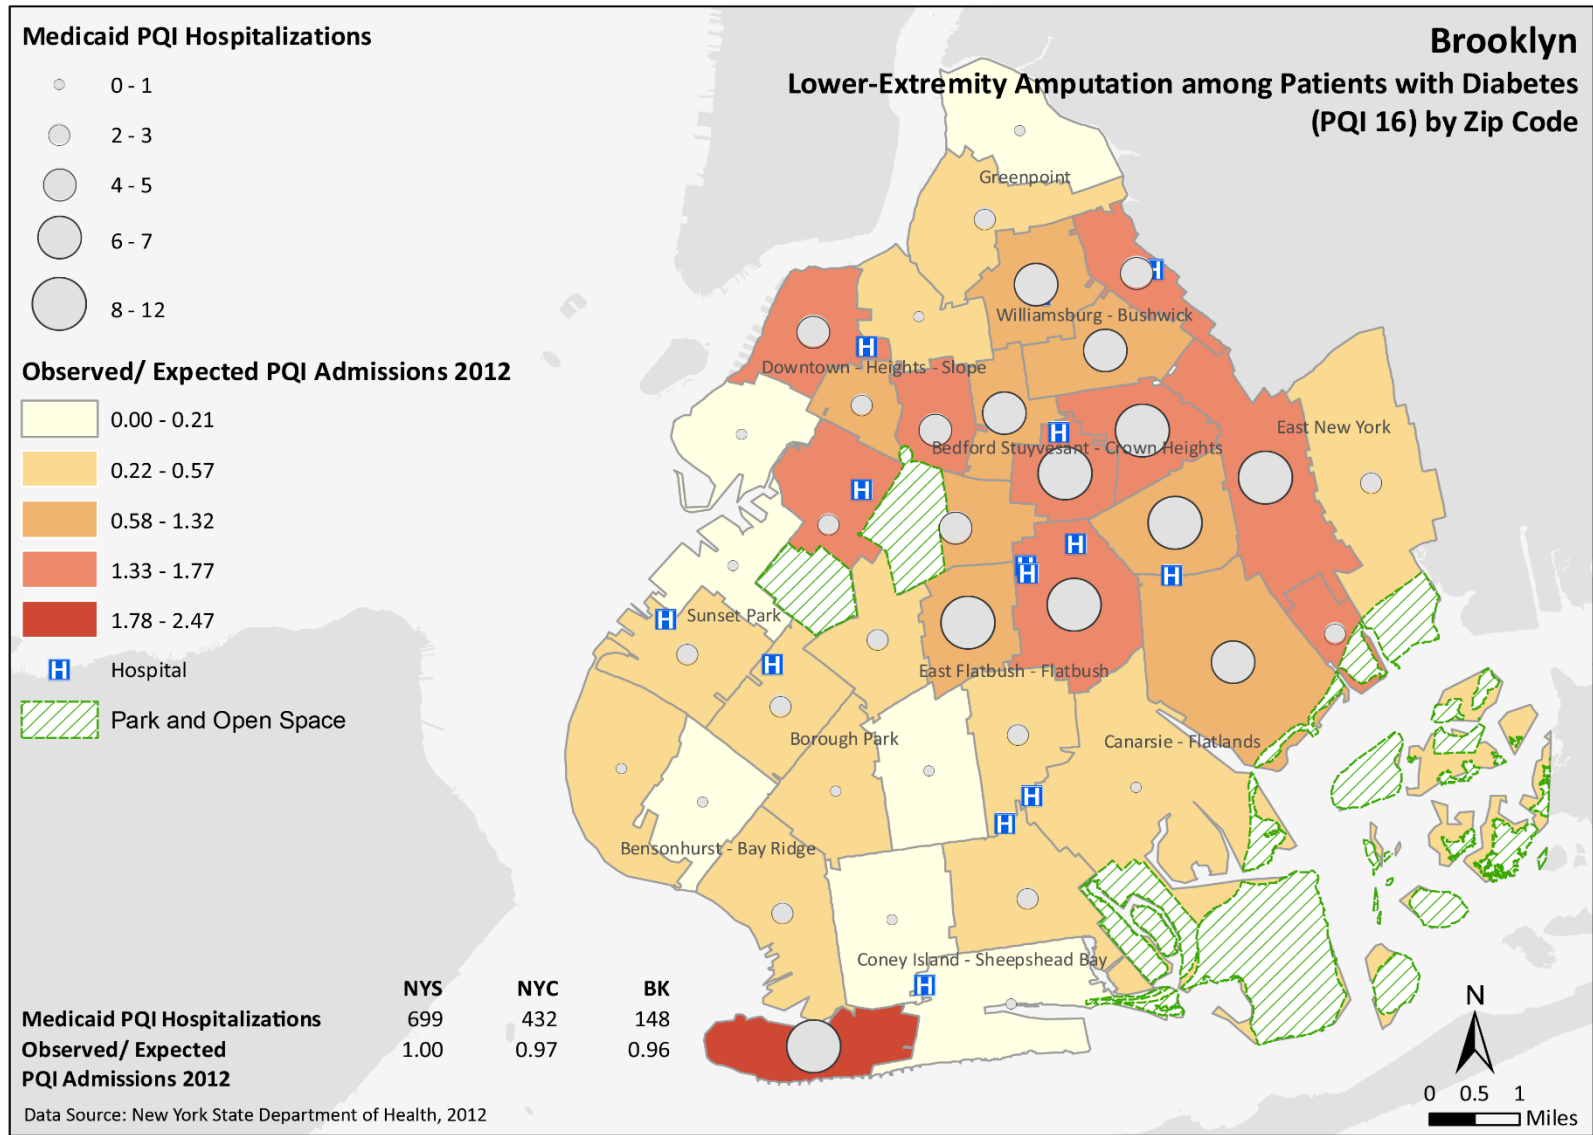 Brooklyn
Lower-Extremity Amputation among Patients with Diabetes
(PQI 16) by Zip Code
Medicaid PQI Hospitalizations
0 - 1
2 - 3
4 - 5
6 - 7
8 - 12
Observed/ Expected PQI Admissions 2012
0.00 - 0.21
0.22 - 0.57
0.58 - 1.32
1.33 - 1.77
1.78 - 2.47
H Hospital
Park and Open Space
Greenpoint
H
Williamsburg - Bushwick
H
Downtown - Heights - Slope
East New York
H
Bedford Stuyvesant - Crown Heights
H
H
H
H
H
H
Sunset Park
H
East Flatbush - Flatbush
Borough Park
Canarsie - Flatlands
H
H
Bensonhurst - Bay Ridge
Coney Island - Sheepshead Bay
H
NYS NYC BK
Medicaid PQI Hospitalizations 699 432 148
Observed/ Expected 1.00 0.97 0.96
PQI Admissions 2012
Data Source: New York State Department of Health, 2012
N
0 0.5 1
Miles